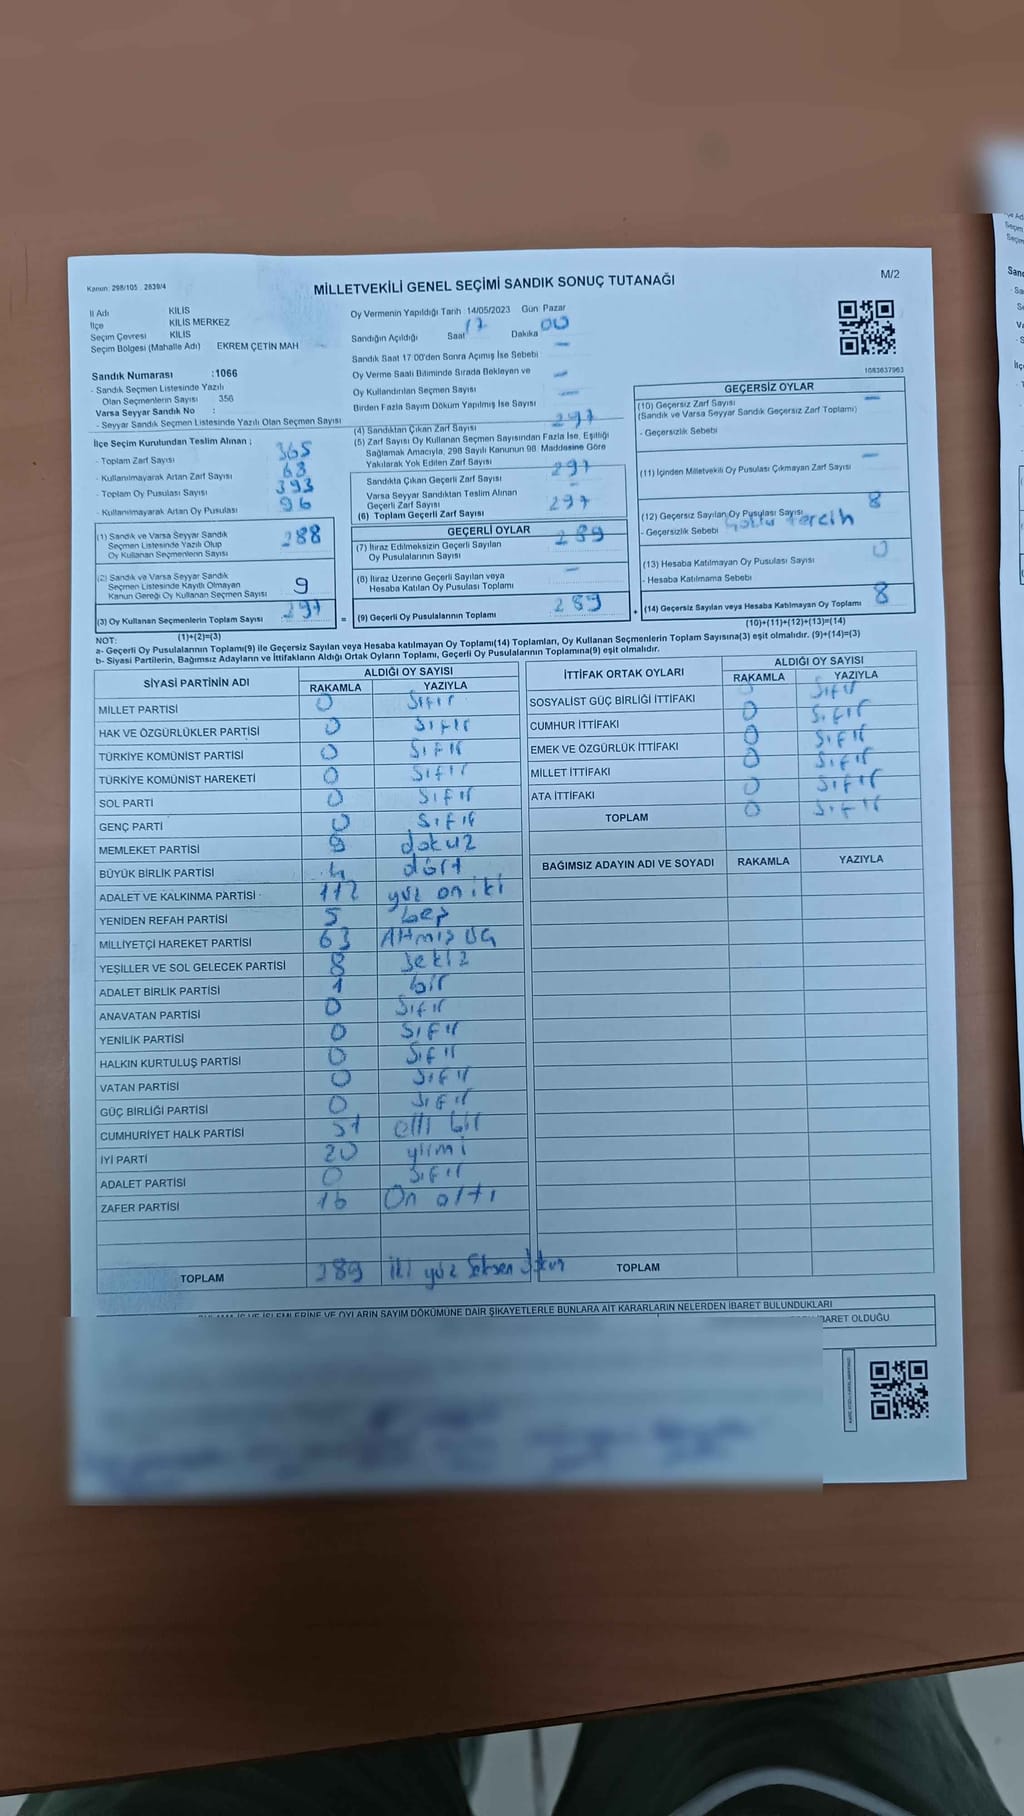 Kanun: 298/105 . 2839/4
MİLLETVEKİLİ GENEL SEÇİMİ SANDIK SONUÇ TUTANAĞI
M/2
İl Adı KİLİS
İlçe KİLİS MERKEZ
Seçim Çevresi KİLİS
Seçim Bölgesi (Mahalle Adı) EKREM ÇETİN MAH
Sandık Numarası :1066
- Sandık Seçmen Listesinde Yazılı
Olan Seçmenlerin Sayısı 356
Varsa Seyyar Sandık No :
- Seyyar Sandık Seçmen Listesinde Yazılı Olan Seçmen Sayısı
İlçe Seçim Kurulundan Teslim Alınan ;
- Toplam Zarf Sayısı 365
- Kullanılmayarak Artan Zarf Sayısı 68
- Toplam Oy Pusulası Sayısı 393
- Kullanılmayarak Artan Oy Pusulası 96
(1) Sandık ve Varsa Seyyar Sandık
Seçmen Listesinde Yazılı Olup
Oy Kullanan Seçmenlerin Sayısı 288
(2) Sandık ve Varsa Seyyar Sandık
Seçmen Listesinde Kayıtlı Olmayan
Kanun Gereği Oy Kullanan Seçmen Sayısı 9
(3) Oy Kullanan Seçmenlerin Toplam Sayısı 297 =
(1)+(2)=(3)
Oy Vermenin Yapıldığı Tarih 14/05/2023 Gün Pazar
Sandığın Açıldığı Saat 17 Dakika 00
Sandık Saat 17:00'den Sonra Açımış İse Sebebi —
Oy Verme Saati Bitiminde Sırada Bekleyen ve
Oy Kullandırılan Seçmen Sayısı —
Birden Fazla Sayım Döküm Yapılmış İse Sayısı —
(4) Sandıktan Çıkan Zarf Sayısı 297
(5) Zarf Sayısı Oy Kullanan Seçmen Sayısından Fazla İse, Eşitliği
Sağlamak Amacıyla, 298 Sayılı Kanunun 98. Maddesine Göre
Yakılarak Yok Edilen Zarf Sayısı —
Sandıkta Çıkan Geçerli Zarf Sayısı 297
Varsa Seyyar Sandıktan Teslim Alınan
Geçerli Zarf Sayısı —
(6) Toplam Geçerli Zarf Sayısı 297
GEÇERLİ OYLAR
(7) İtiraz Edilmeksizin Geçerli Sayılan
Oy Pusulalarının Sayısı 289
(8) İtiraz Üzerine Geçerli Sayılan veya
Hesaba Katılan Oy Pusulası Toplamı —
(9) Geçerli Oy Pusulalarının Toplamı 289 +
1083637963
GEÇERSİZ OYLAR
(10) Geçersiz Zarf Sayısı —
(Sandık ve Varsa Seyyar Sandık Geçersiz Zarf Toplamı)
- Geçersizlik Sebebi
(11) İçinden Milletvekili Oy Pusulası Çıkmayan Zarf Sayısı —
(12) Geçersiz Sayılan Oy Pusulası Sayısı 8
- Geçersizlik Sebebi tercih
(13) Hesaba Katılmayan Oy Pusulası Sayısı 0
- Hesaba Katılmama Sebebi
(14) Geçersiz Sayılan veya Hesaba Katılmayan Oy Toplamı 8
(10)+(11)+(12)+(13)=(14)
NOT:
a- Geçerli Oy Pusulalarının Toplamı(9) ile Geçersiz Sayılan veya Hesaba katılmayan Oy Toplamı(14) Toplamları, Oy Kullanan Seçmenlerin Toplam Sayısına(3) eşit olmalıdır. (9)+(14)=(3)
b- Siyasi Partilerin, Bağımsız Adayların ve İttifakların Aldığı Ortak Oyların Toplamı, Geçerli Oy Pusulalarının Toplamına(9) eşit olmalıdır.
SİYASİ PARTİNİN ADI ALDIĞI OY SAYISI
RAKAMLA YAZIYLA
MİLLET PARTİSİ 0 Sıfır
HAK VE ÖZGÜRLÜKLER PARTİSİ 0 Sıfır
TÜRKİYE KOMÜNİST PARTİSİ 0 Sıfır
TÜRKİYE KOMÜNİST HAREKETİ 0 Sıfır
SOL PARTİ 0 Sıfır
GENÇ PARTİ 0 Sıfır
MEMLEKET PARTİSİ 9 dokuz
BÜYÜK BİRLİK PARTİSİ 4 dört
ADALET VE KALKINMA PARTİSİ 112 yüz on iki
YENİDEN REFAH PARTİSİ 5 beş
MİLLİYETÇİ HAREKET PARTİSİ 63 Altmış üç
YEŞİLLER VE SOL GELECEK PARTİSİ 8 sekiz
ADALET BİRLİK PARTİSİ 1 bir
ANAVATAN PARTİSİ 0 Sıfır
YENİLİK PARTİSİ 0 Sıfır
HALKIN KURTULUŞ PARTİSİ 0 Sıfır
VATAN PARTİSİ 0 Sıfır
GÜÇ BİRLİĞİ PARTİSİ 0 Sıfır
CUMHURİYET HALK PARTİSİ 51 elli bir
İYİ PARTİ 20 yirmi
ADALET PARTİSİ 0 Sıfır
ZAFER PARTİSİ 16 On altı
TOPLAM 289 İki yüz Seksen dokuz
İTTİFAK ORTAK OYLARI ALDIĞI OY SAYISI
RAKAMLA YAZIYLA
SOSYALİST GÜÇ BİRLİĞİ İTTİFAKI 0 Sıfır
CUMHUR İTTİFAKI 0 Sıfır
EMEK VE ÖZGÜRLÜK İTTİFAKI 0 Sıfır
MİLLET İTTİFAKI 0 Sıfır
ATA İTTİFAKI 0 Sıfır
TOPLAM 0 Sıfır
BAĞIMSIZ ADAYIN ADI VE SOYADI RAKAMLA YAZIYLA
TOPLAM
İŞLEMLERİNE VE OYLARIN SAYIM DÖKÜMÜNE DAİR ŞİKAYETLERLE BUNLARA AİT KARARLARIN NELERDEN İBARET BULUNDUKLARI
İBARET OLDUĞU